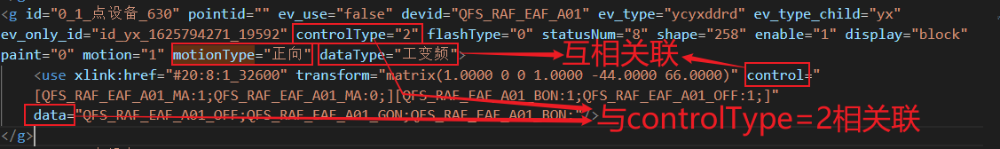 <g id="0_1_点设备_630" pointid="" ev_use="false" devid="QFS_RAF_EAF_A01" ev_type="ycyxddrd" ev_type_child="yx"
ev_only_id="id_yx_1625794271_19592" controlType="2" flashType="0" statusNum="8" shape="258" enable="1" display="block"
paint="0" motion="1" motionType="正向" dataType="工变频">
互相关联
<use xlink:href="#20:8:1_32600" transform="matrix(1.0000 0 0 1.0000 -44.0000 66.0000)" control="
[QFS_RAF_EAF_A01_MA:1;QFS_RAF_EAF_A01_MA:0;][QFS_RAF_EAF_A01_BON:1;QFS_RAF_EAF_A01_OFF:1;]"
data="QFS_RAF_EAF_A01_OFF;QFS_RAF_EAF_A01_GON;QFS_RAF_EAF_A01_BON;"/>
与controlType=2相关联
</g>